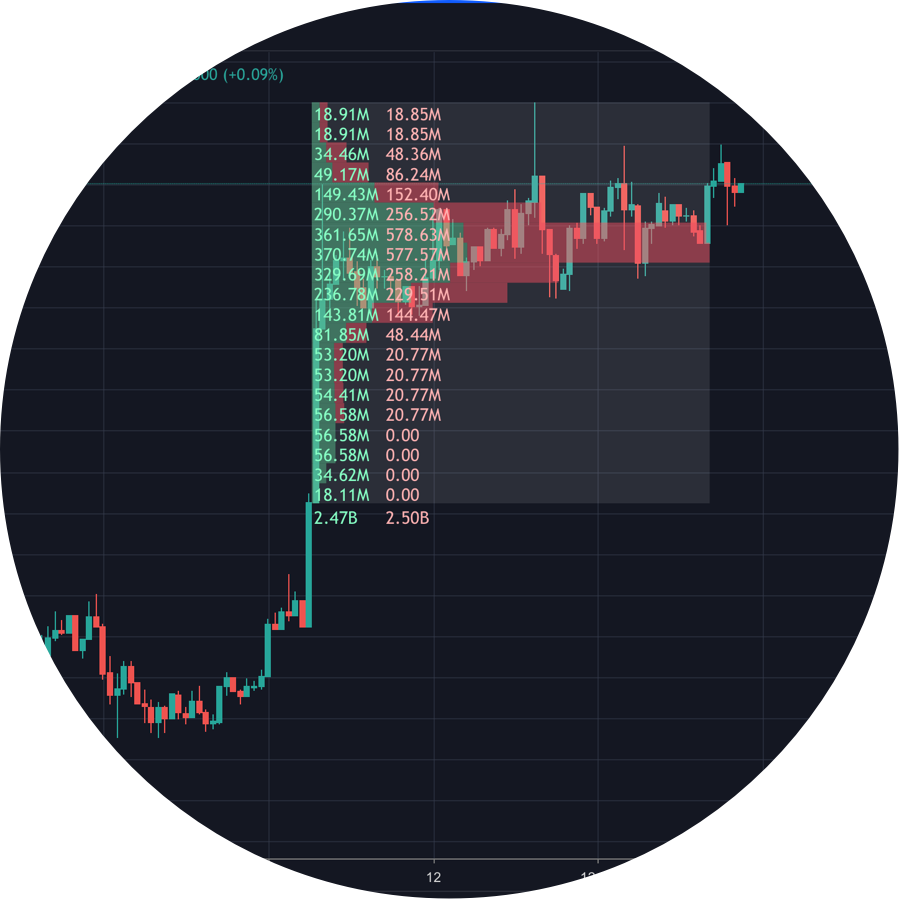 000 (+0.09%)
18.91M 18.85M
18.91M 18.85M
34.46M 48.36M
49.17M 86.24M
149.43M 152.40M
290.37M 256.52M
361.65M 578.63M
370.74M 577.57M
329.69M 258.21M
236.78M 229.51M
143.81M 144.47M
81.85M 48.44M
53.20M 20.77M
53.20M 20.77M
54.41M 20.77M
56.58M 20.77M
56.58M 0.00
56.58M 0.00
34.62M 0.00
18.11M 0.00
2.47B 2.50B
12